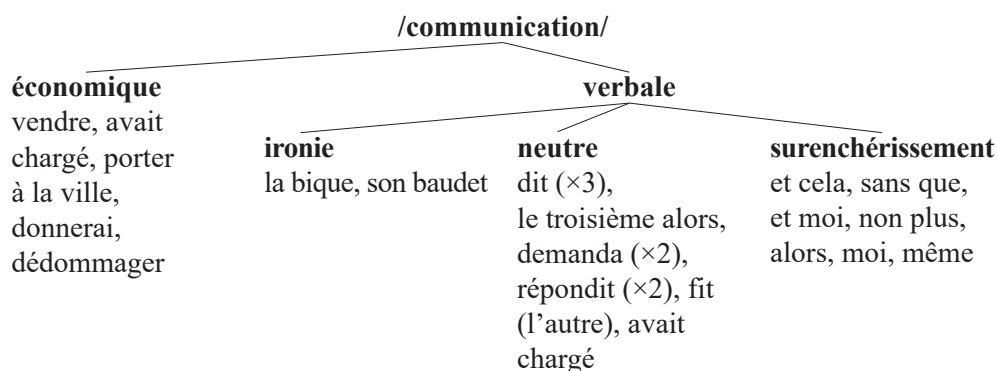 /communication/
économique
vendre, avait
chargé, porter
à la ville,
donnerai,
dédommager
verbale
ironie
la bique, son baudet
neutre
dit (×3),
le troisième alors,
demanda (×2),
répondit (×2), fit
(l’autre), avait
chargé
surenchérissement
et cela, sans que,
et moi, non plus,
alors, moi, même